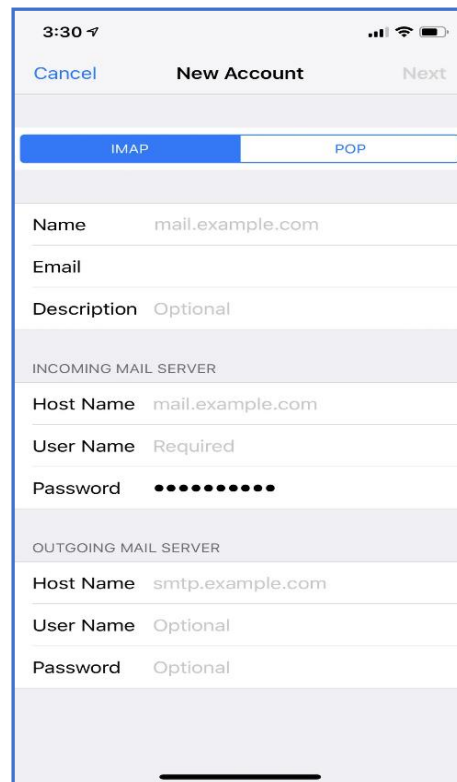 3:30
Cancel New Account Next
IMAP POP
Name mail.example.com
Email
Description Optional
INCOMING MAIL SERVER
Host Name mail.example.com
User Name Required
Password ●●●●●●●●●●
OUTGOING MAIL SERVER
Host Name smtp.example.com
User Name Optional
Password Optional